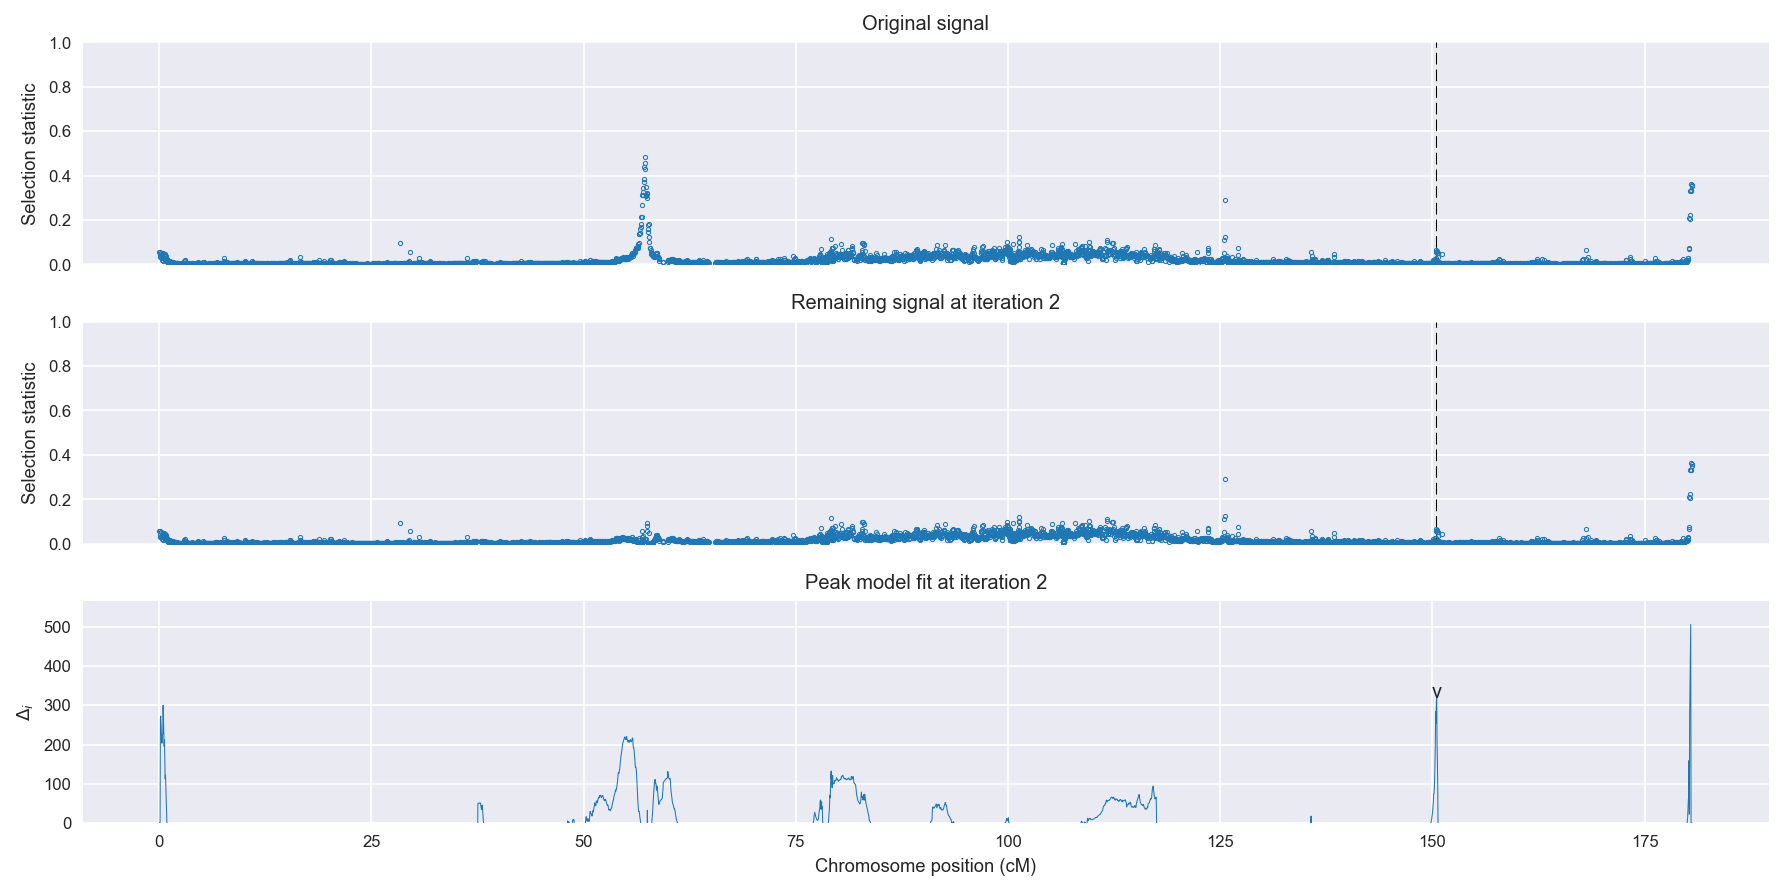 Original signal
1.0
0.8
0.6
0.4
0.2
0.0
Selection statistic
Remaining signal at iteration 2
1.0
0.8
0.6
0.4
0.2
0.0
Selection statistic
Peak model fit at iteration 2
500
400
300
200
100
0
Δi
v
0 25 50 75 100 125 150 175
Chromosome position (cM)